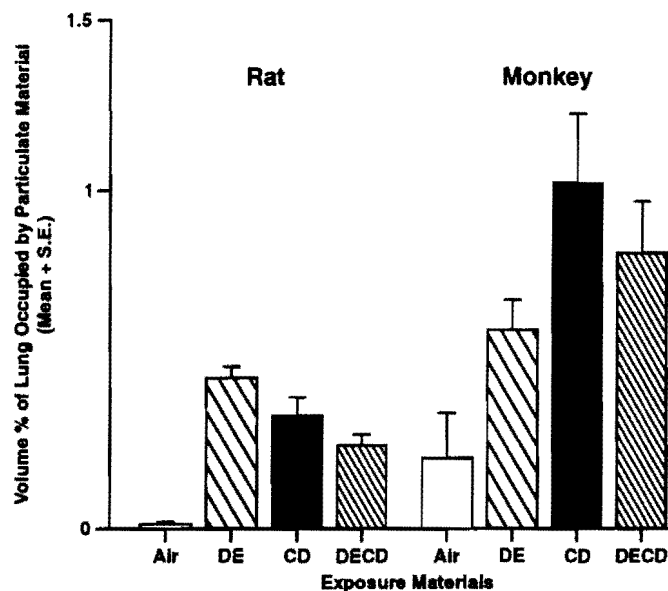 1.5
Rat
Monkey
1
0
Volume % of Lung Occupied by Particulate Material
(Mean + S.E.)
Air DE CD DECD Air DE CD DECD
Exposure Materials